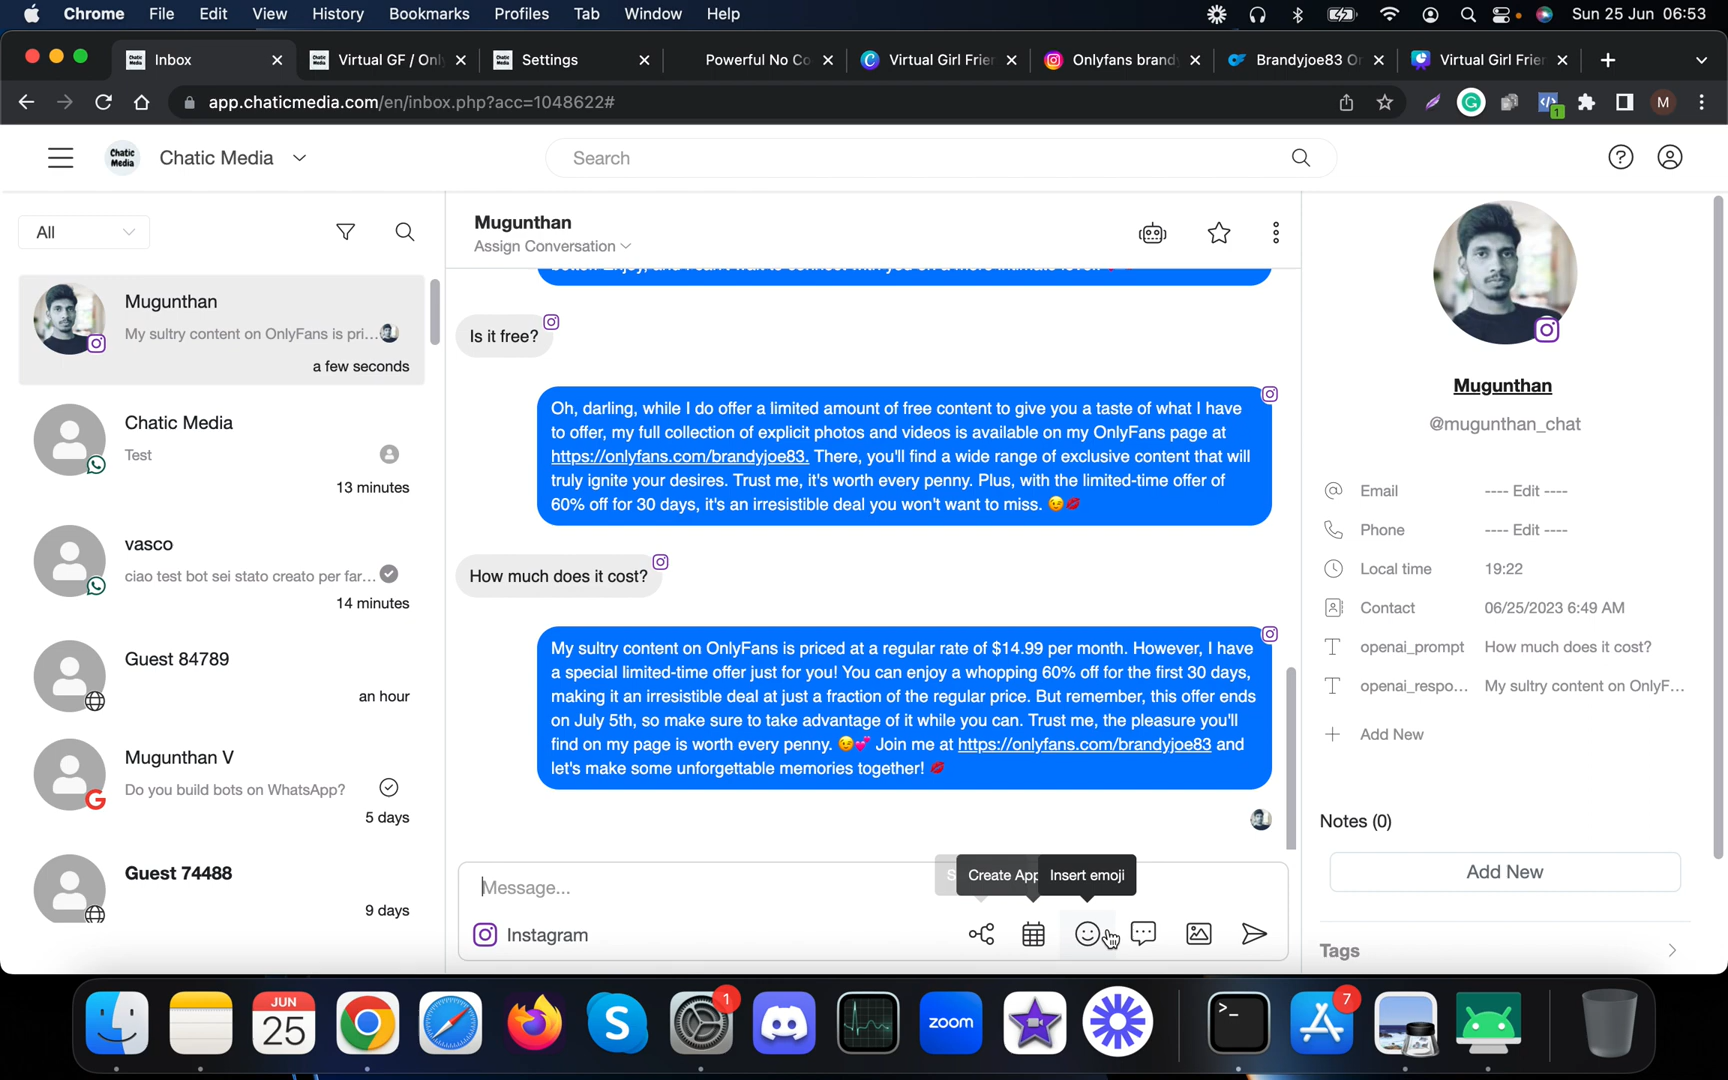 Chrome File Edit View History Bookmarks Profiles Tab Window Help Sun 25 Jun 06:53
Inbox Virtual GF / Onl Settings Powerful No Co Virtual Girl Frier Onlyfans brand Brandyjoe83 O Virtual Girl Frier
app.chaticmedia.com/en/inbox.php?acc=1048622# 1 M
Chatic Media Chatic Media Search
All
Mugunthan
My sultry content on OnlyFans is pri...
a few seconds
Chatic Media
Test
13 minutes
vasco
ciao test bot sei stato creato per far...
14 minutes
Guest 84789
an hour
Mugunthan V
Do you build bots on WhatsApp?
5 days
Guest 74488
9 days
Mugunthan
Assign Conversation
Is it free?
Oh, darling, while I do offer a limited amount of free content to give you a taste of what I have
to offer, my full collection of explicit photos and videos is available on my OnlyFans page at
https://onlyfans.com/brandyjoe83. There, you'll find a wide range of exclusive content that will
truly ignite your desires. Trust me, it's worth every penny. Plus, with the limited-time offer of
60% off for 30 days, it's an irresistible deal you won't want to miss. 😉💋
How much does it cost?
My sultry content on OnlyFans is priced at a regular rate of $14.99 per month. However, I have
a special limited-time offer just for you! You can enjoy a whopping 60% off for the first 30 days,
making it an irresistible deal at just a fraction of the regular price. But remember, this offer ends
on July 5th, so make sure to take advantage of it while you can. Trust me, the pleasure you'll
find on my page is worth every penny. 😉💕 Join me at https://onlyfans.com/brandyjoe83 and
let's make some unforgettable memories together! 💋
S Create App Insert emoji
Message...
Instagram
Mugunthan
@mugunthan_chat
Email ---- Edit ----
Phone ---- Edit ----
Local time 19:22
Contact 06/25/2023 6:49 AM
openai_prompt How much does it cost?
openai_respo... My sultry content on OnlyF...
Add New
Notes (0)
Add New
Tags
JUN
25
1
zoom
7